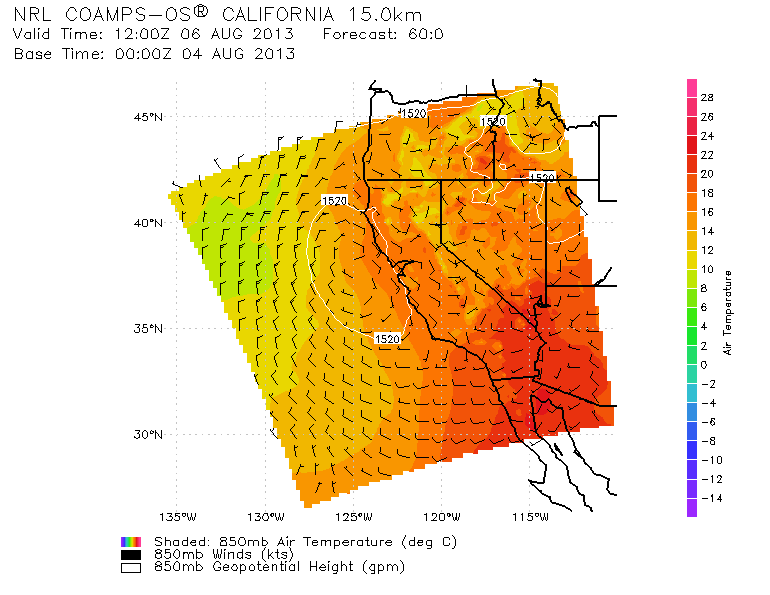 NRL COAMPS-OS® CALIFORNIA 15.0km
Valid Time: 12:00Z 06 AUG 2013 Forecast: 60:0
Base Time: 00:00Z 04 AUG 2013
45°N
40°N
35°N
30°N
135°W 130°W 125°W 120°W 115°W
1520
1520
1520
1520
1520
28
26
24
22
20
18
16
14
12
10
8
6
4
2
0
-2
-4
-6
-8
-10
-12
-14
Air Temperature
Shaded: 850mb Air Temperature (deg C)
850mb Winds (kts)
850mb Geopotential Height (gpm)